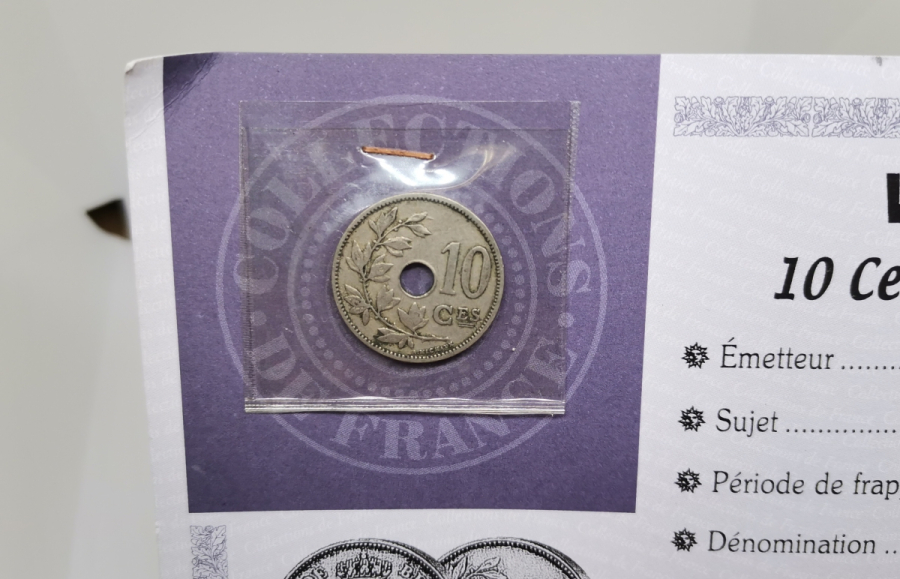 COLLECTIONS
· DE FRANCE ·
10
CES
10 Ce
Émetteur
Sujet
Période de frap
Dénomination